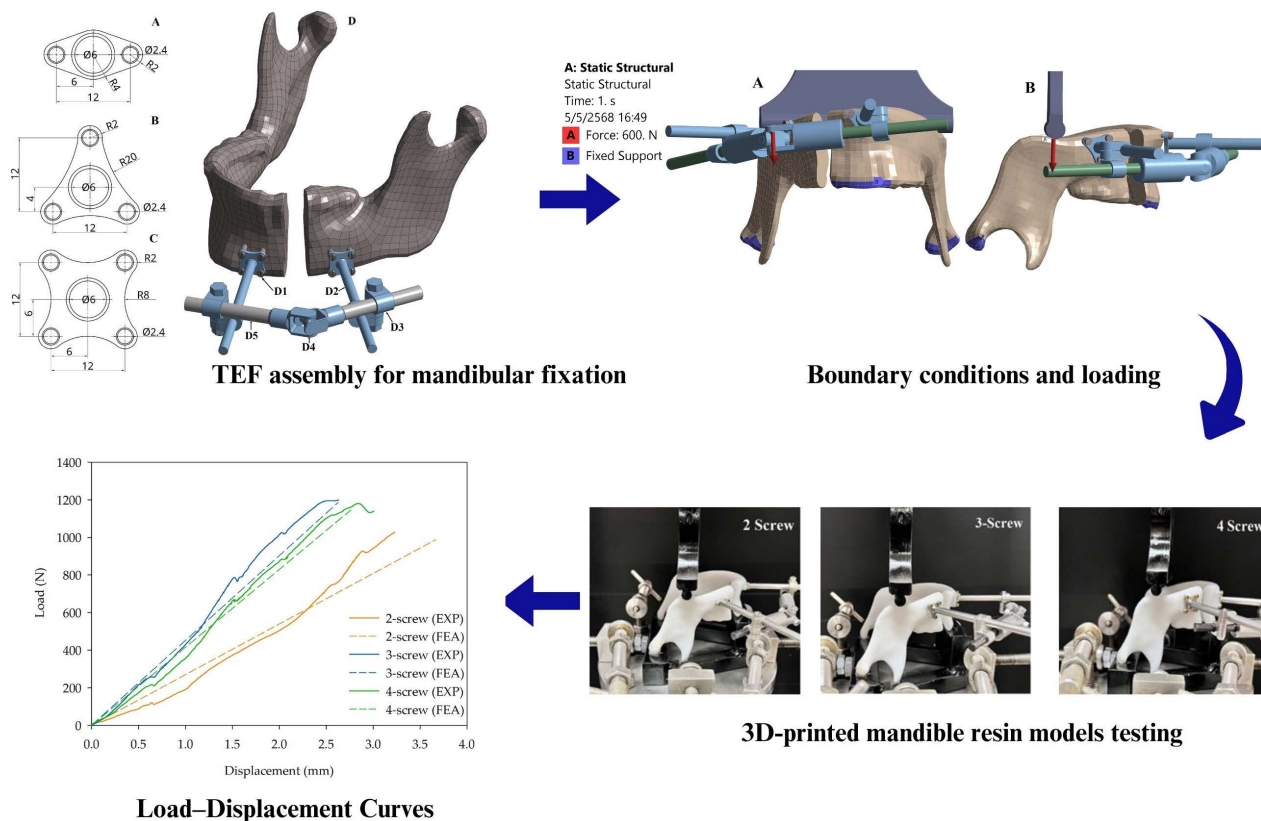 A
Ø6
Ø2.4
R2
R4
6
12
B
R2
R20
12
Ø6
4
Ø2.4
12
C
R2
12
Ø6
R8
6
Ø2.4
6
12
D
D1
D2
D3
D5
D4
TEF assembly for mandibular fixation
A: Static Structural
Static Structural
Time: 1. s
5/5/2568 16:49
A Force: 600. N
B Fixed Support
A
B
Boundary conditions and loading
2 Screw
3-Screw
4 Screw
3D-printed mandible resin models testing
1400
1200
1000
800
600
400
200
0
Load (N)
2-screw (EXP)
2-screw (FEA)
3-screw (EXP)
3-screw (FEA)
4-screw (EXP)
4-screw (FEA)
0.0 0.5 1.0 1.5 2.0 2.5 3.0 3.5 4.0
Displacement (mm)
Load–Displacement Curves